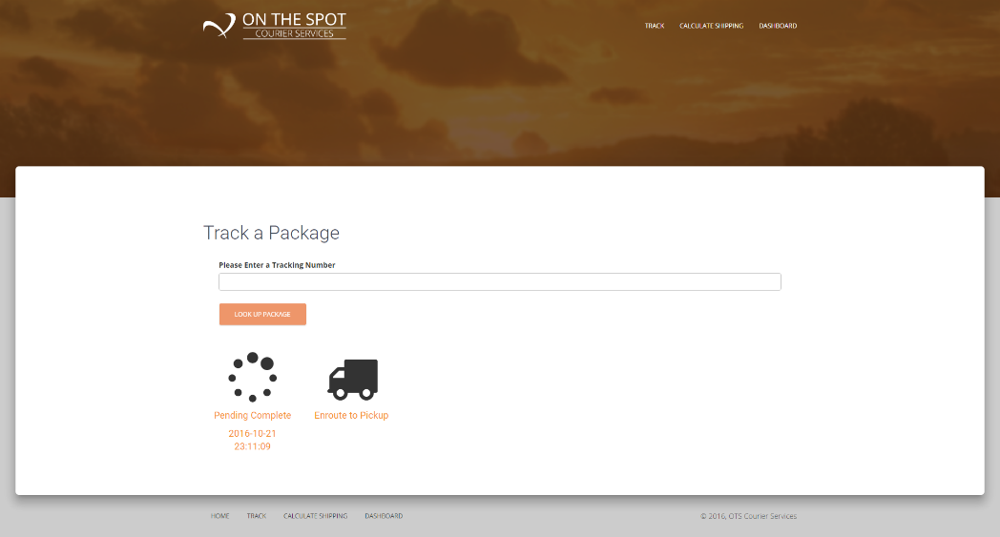 ON THE SPOT
COURIER SERVICES
TRACK CALCULATE SHIPPING DASHBOARD
Track a Package
Please Enter a Tracking Number
LOOK UP PACKAGE
Pending Complete
2016-10-21
23:11:09
Enroute to Pickup
HOME TRACK CALCULATE SHIPPING DASHBOARD
© 2016, OTS Courier Services